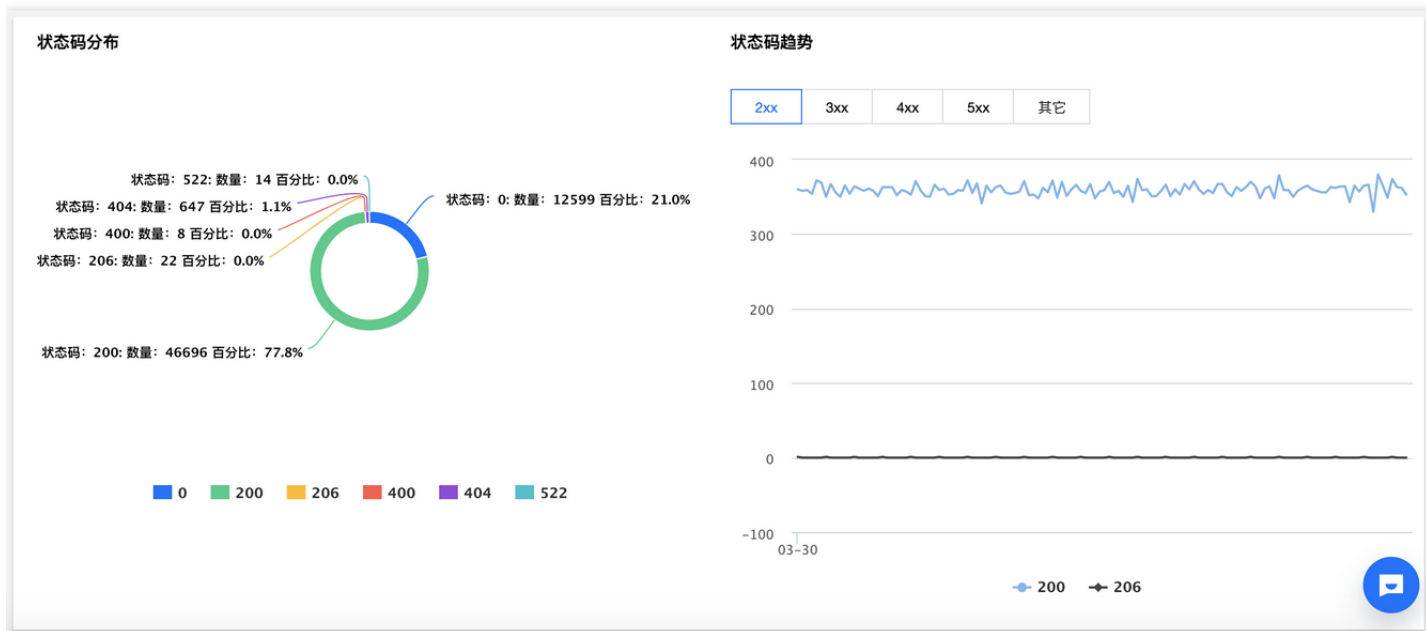 状态码分布
状态码：522: 数量：14 百分比：0.0%
状态码：404: 数量：647 百分比：1.1%
状态码：400: 数量：8 百分比：0.0%
状态码：206: 数量：22 百分比：0.0%
状态码：0: 数量：12599 百分比：21.0%
状态码：200: 数量：46696 百分比：77.8%
0 200 206 400 404 522
状态码趋势
2xx 3xx 4xx 5xx 其它
400
300
200
100
0
-100
03-30
200 206